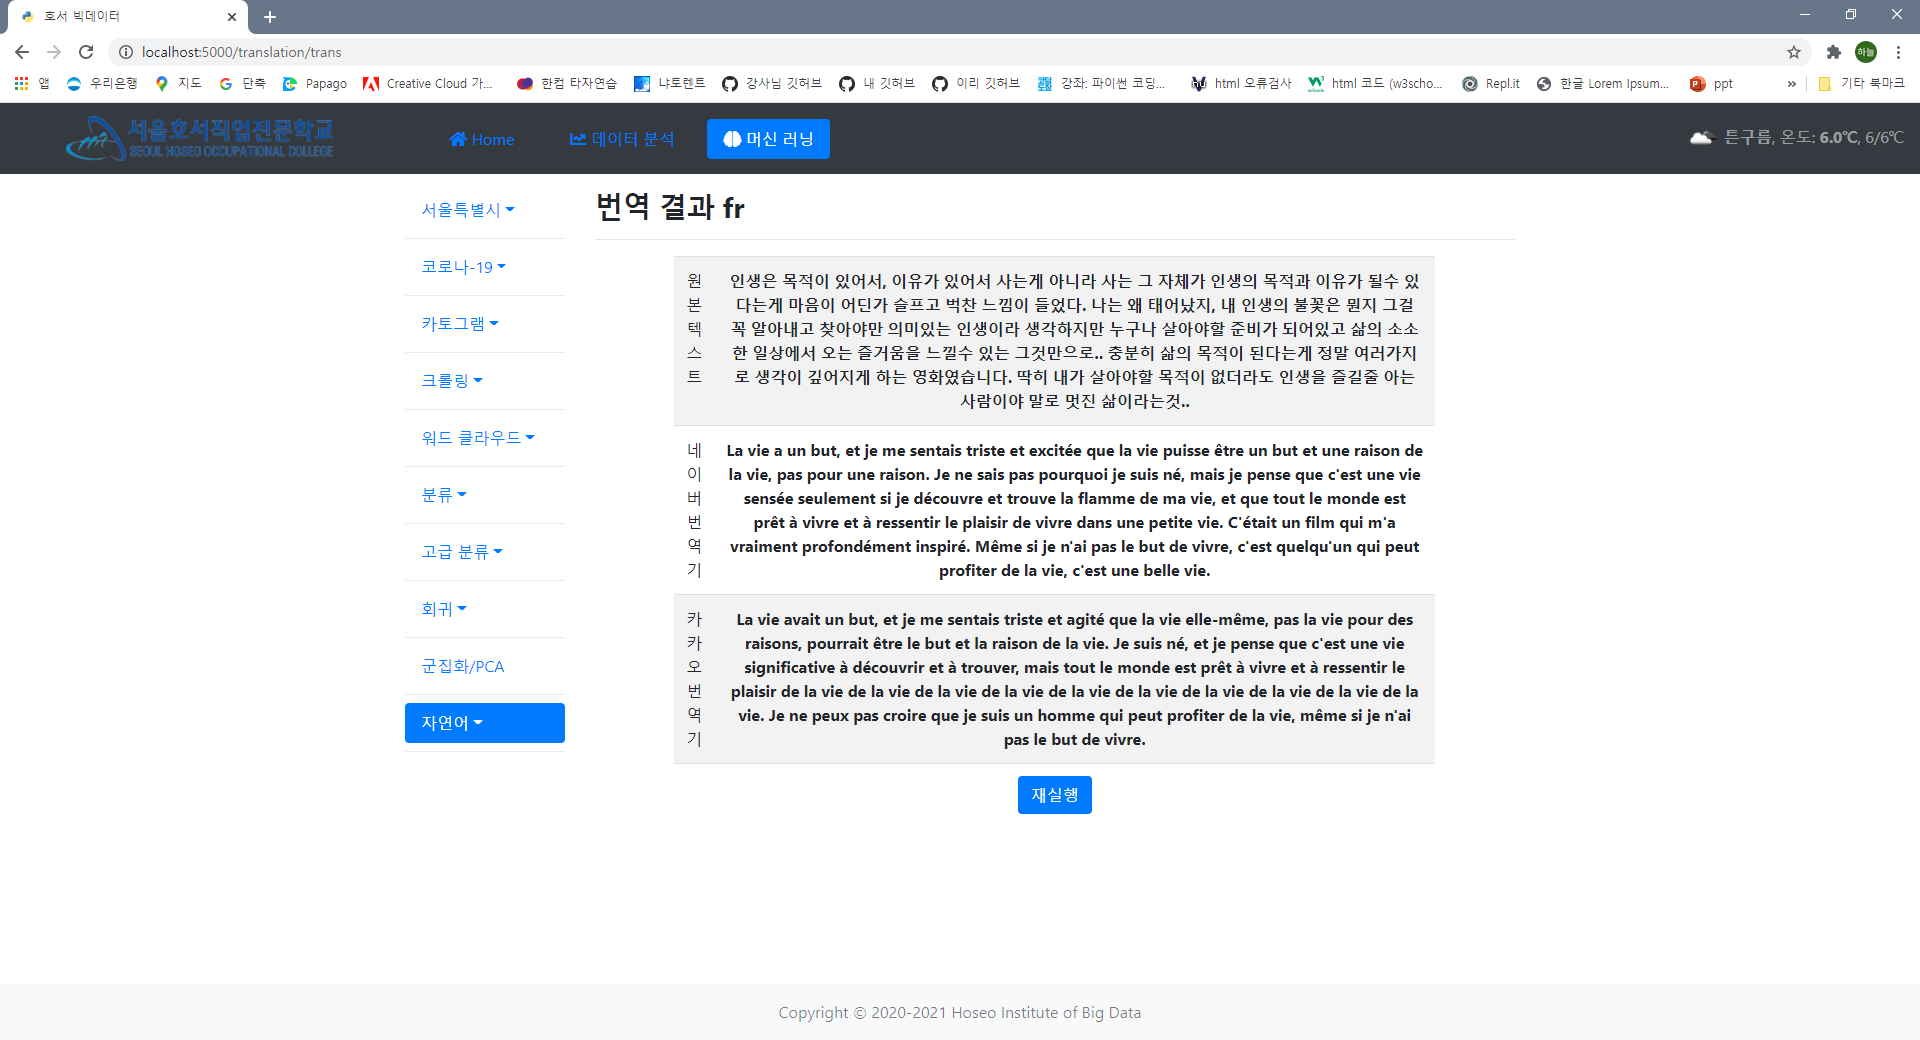 호서 빅데이터
localhost:5000/translation/trans
하늘
앱 우리은행 지도 단축 Papago Creative Cloud 가... 한컴 타자연습 냐토렌트 강사님 깃허브 내 깃허브 이리 깃허브 강좌: 파이썬 코딩... html 오류검사 html 코드 (w3scho... Repl.it 한글 Lorem Ipsum... ppt » 기타 북마크
서울호서직업전문학교
SEOUL HOSEO OCCUPATIONAL COLLEGE
Home 데이터 분석 머신 러닝 튼구름, 온도: 6.0℃, 6/6℃
서울특별시
코로나-19
카토그램
크롤링
워드 클라우드
분류
고급 분류
회귀
군집화/PCA
자연어
번역 결과 fr
원본텍스트
인생은 목적이 있어서, 이유가 있어서 사는게 아니라 사는 그 자체가 인생의 목적과 이유가 될수 있
다는게 마음이 어딘가 슬프고 벅찬 느낌이 들었다. 나는 왜 태어났지, 내 인생의 불꽃은 뭔지 그걸
꼭 알아내고 찾아야만 의미있는 인생이라 생각하지만 누구나 살아야할 준비가 되어있고 삶의 소소
한 일상에서 오는 즐거움을 느낄수 있는 그것만으로.. 충분히 삶의 목적이 된다는게 정말 여러가지
로 생각이 깊어지게 하는 영화였습니다. 딱히 내가 살아야할 목적이 없더라도 인생을 즐길줄 아는
사람이야 말로 멋진 삶이라는것..
네이버번역기
La vie a un but, et je me sentais triste et excitée que la vie puisse être un but et une raison de
la vie, pas pour une raison. Je ne sais pas pourquoi je suis né, mais je pense que c'est une vie
sensée seulement si je découvre et trouve la flamme de ma vie, et que tout le monde est
prêt à vivre et à ressentir le plaisir de vivre dans une petite vie. C'était un film qui m'a
vraiment profondément inspiré. Même si je n'ai pas le but de vivre, c'est quelqu'un qui peut
profiter de la vie, c'est une belle vie.
카카오번역기
La vie avait un but, et je me sentais triste et agité que la vie elle-même, pas la vie pour des
raisons, pourrait être le but et la raison de la vie. Je suis né, et je pense que c'est une vie
significative à découvrir et à trouver, mais tout le monde est prêt à vivre et à ressentir le
plaisir de la vie de la vie de la vie de la vie de la vie de la vie de la vie de la vie de la vie de la
vie. Je ne peux pas croire que je suis un homme qui peut profiter de la vie, même si je n'ai
pas le but de vivre.
재실행
Copyright © 2020-2021 Hoseo Institute of Big Data